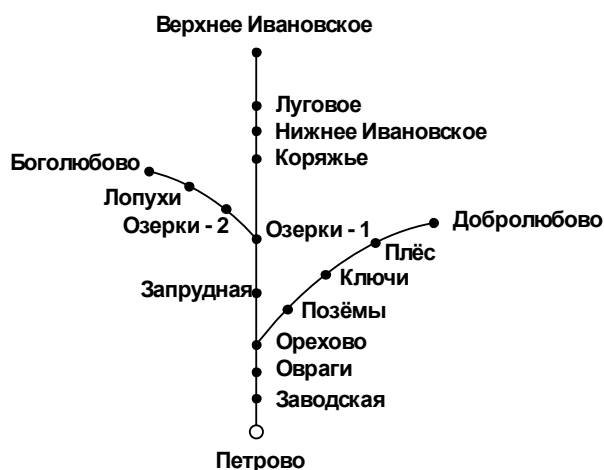 Верхнее Ивановское
Луговое
Нижнее Ивановское
Коряжье
Боголюбово
Лопухи
Озерки - 2
Озерки - 1
Добролюбово
Плёс
Ключи
Запрудная
Позёмы
Орехово
Овраги
Заводская
Петрово